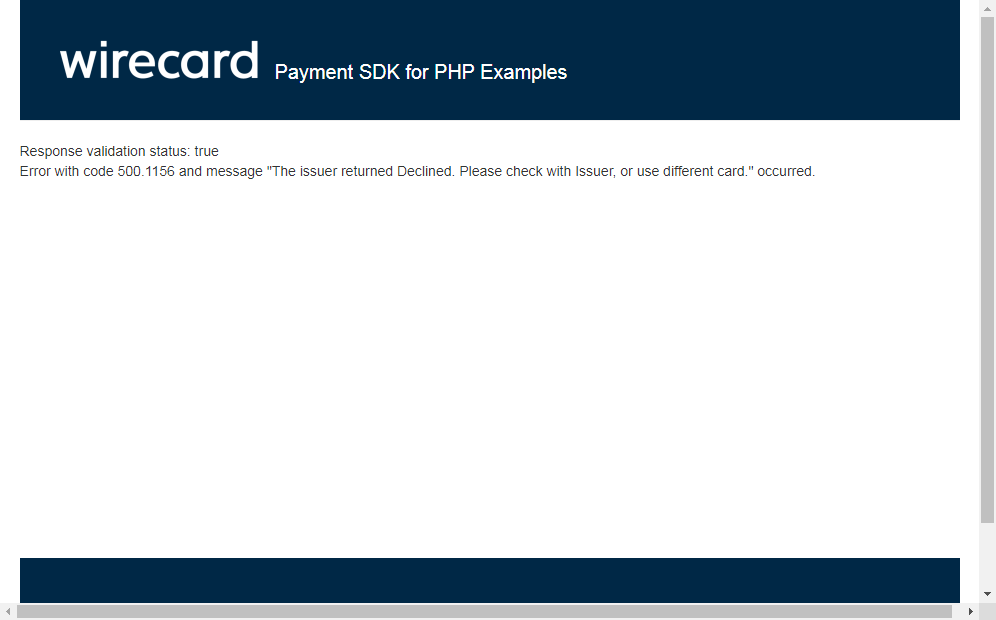 wirecard Payment SDK for PHP Examples
Response validation status: true
Error with code 500.1156 and message "The issuer returned Declined. Please check with Issuer, or use different card." occurred.